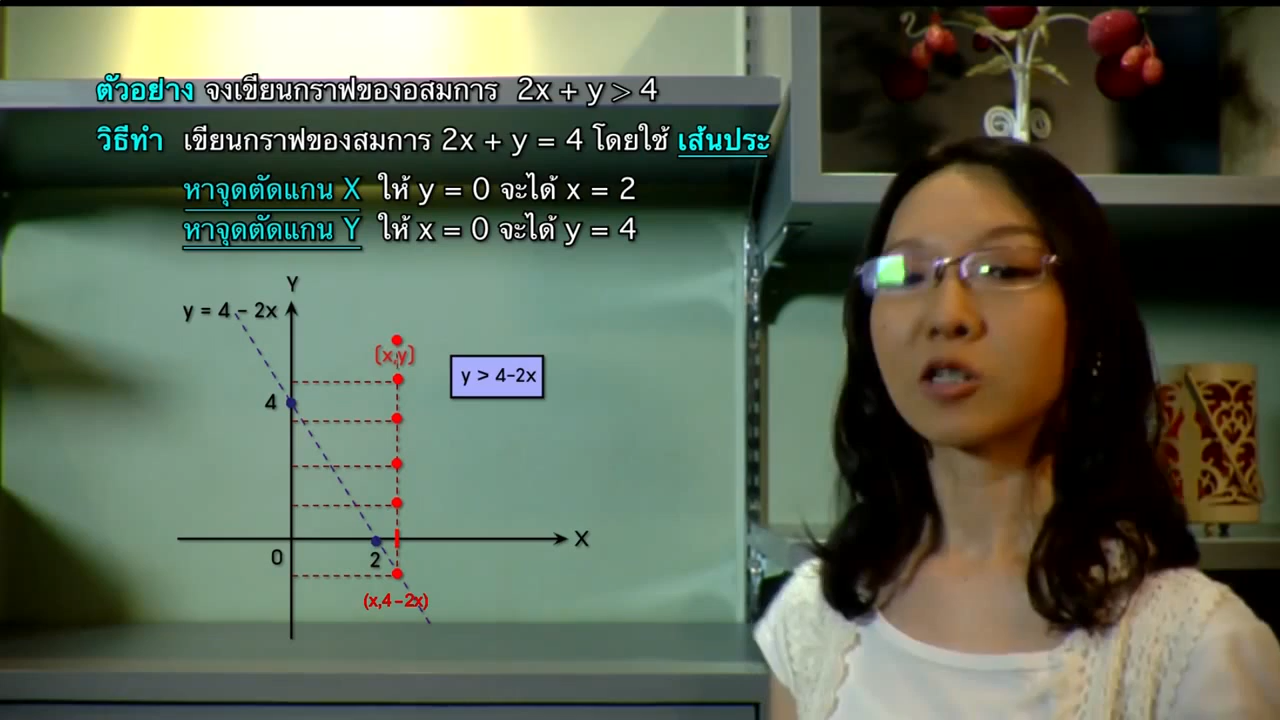 ตัวอย่าง จงเขียนกราฟของอสมการ 2x + y > 4
วิธีทำ เขียนกราฟของสมการ 2x + y = 4 โดยใช้ เส้นประ
หาจุดตัดแกน X ให้ y = 0 จะได้ x = 2
หาจุดตัดแกน Y ให้ x = 0 จะได้ y = 4
Y
y = 4 - 2x
(x,y)
y > 4-2x
4
X
0
2
(x,4-2x)